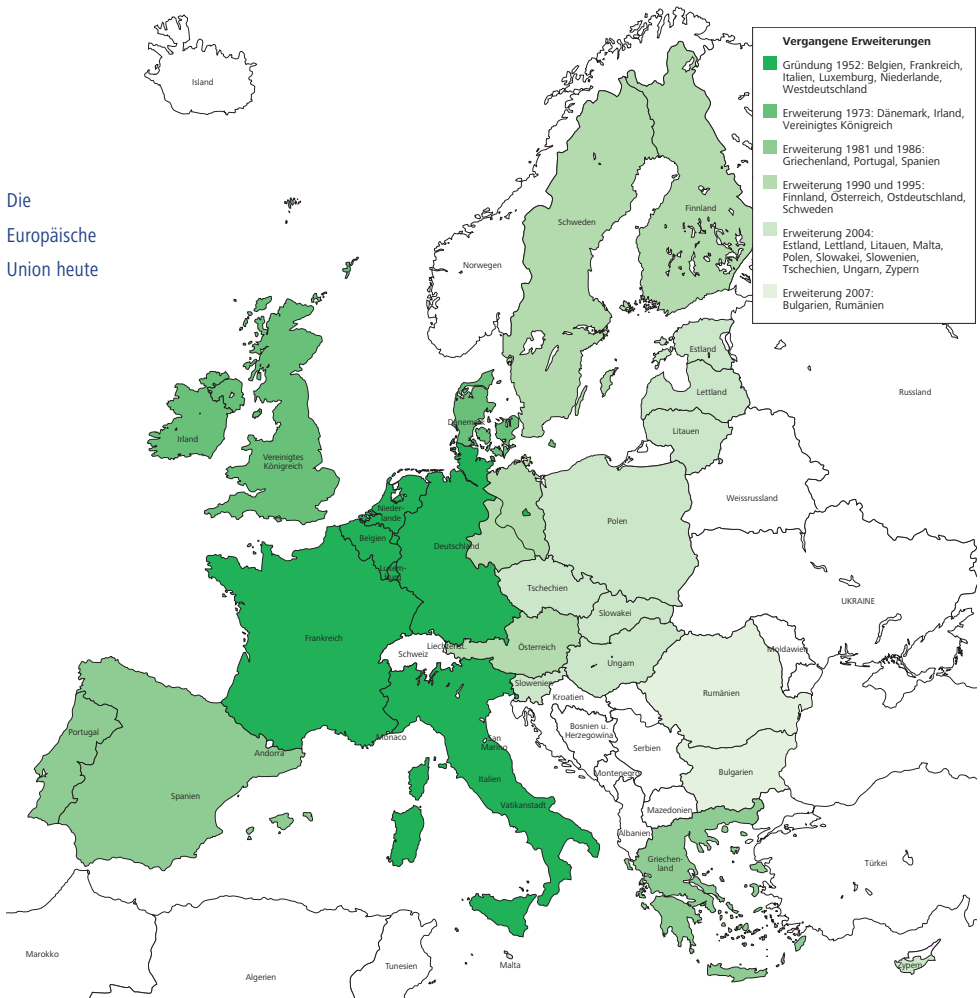 Die
Europäische
Union heute
Vergangene Erweiterungen
Gründung 1952: Belgien, Frankreich,
Italien, Luxemburg, Niederlande,
Westdeutschland
Erweiterung 1973: Dänemark, Irland,
Vereinigtes Königreich
Erweiterung 1981 und 1986:
Griechenland, Portugal, Spanien
Erweiterung 1990 und 1995:
Finnland, Österreich, Ostdeutschland,
Schweden
Erweiterung 2004:
Estland, Lettland, Litauen, Malta,
Polen, Slowakei, Slowenien,
Tschechien, Ungarn, Zypern
Erweiterung 2007:
Bulgarien, Rumänien
Island
Finnland
Schweden
Norwegen
Estland
Lettland
Russland
Litauen
Dänemark
Irland
Vereinigtes
Königreich
Weissrussland
Nieder-
lande
Polen
Belgien
Deutschland
Luxem-
burg
Tschechien
UKRAINE
Slowakei
Frankreich
Liechtenst.
Österreich
Schweiz
Moldawien
Ungarn
Slowenien
Rumänien
Kroatien
Bosnien u.
Herzegowina
Portugal
Monaco
San
Marino
Serbien
Andorra
Montenegro
Bulgarien
Italien
Spanien
Vatikanstadt
Mazedonien
Albanien
Griechen-
land
Türkei
Marokko
Algerien
Tunesien
Malta
Zypern